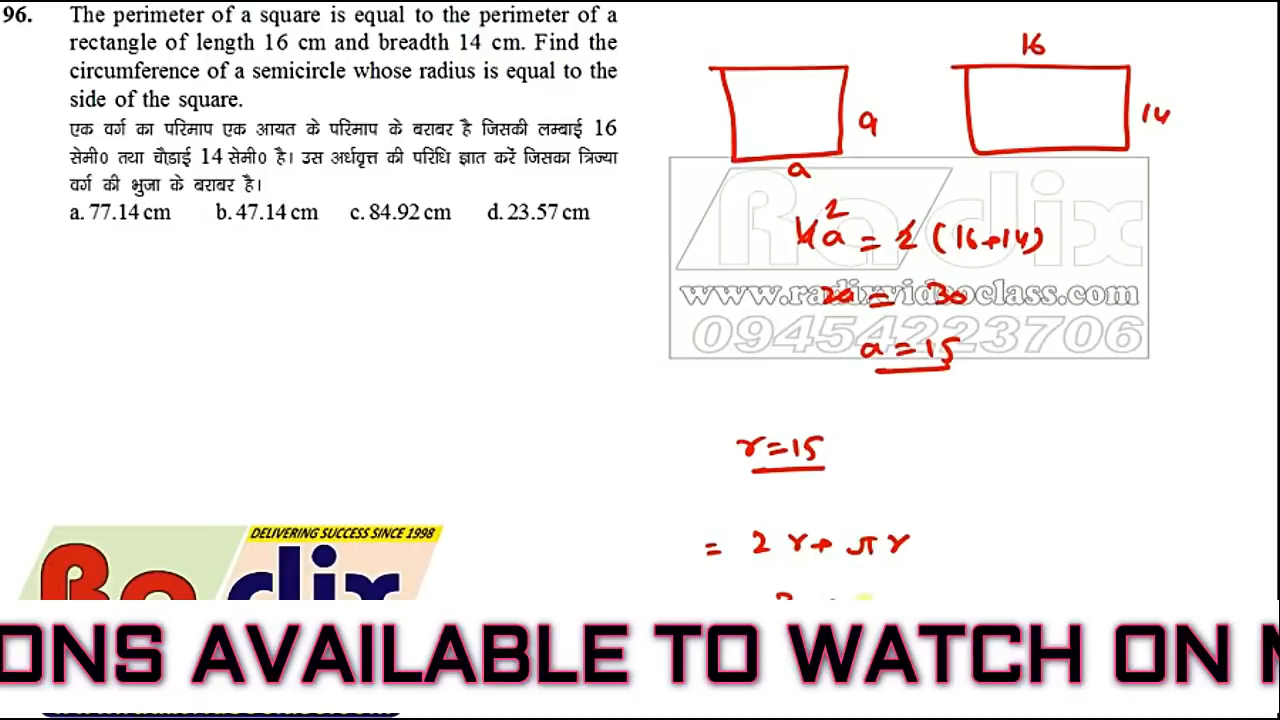 96. The perimeter of a square is equal to the perimeter of a
rectangle of length 16 cm and breadth 14 cm. Find the
circumference of a semicircle whose radius is equal to the
side of the square.
एक वर्ग का परिमाप एक आयत के परिमाप के बराबर है जिसकी लम्बाई 16
सेमी० तथा चौड़ाई 14 सेमी० है। उस अर्धवृत्त की परिधि ज्ञात करें जिसका त्रिज्या
वर्ग की भुजा के बराबर है।
a. 77.14 cm b. 47.14 cm c. 84.92 cm d. 23.57 cm
16
a
14
a
Radix
2
4a = 2 (16+14)
www.radixvideoclass.com
2a = 30
09454223706
a = 15
r = 15
= 2r + πr
DELIVERING SUCCESS SINCE 1998
Radix
ONS AVAILABLE TO WATCH ON